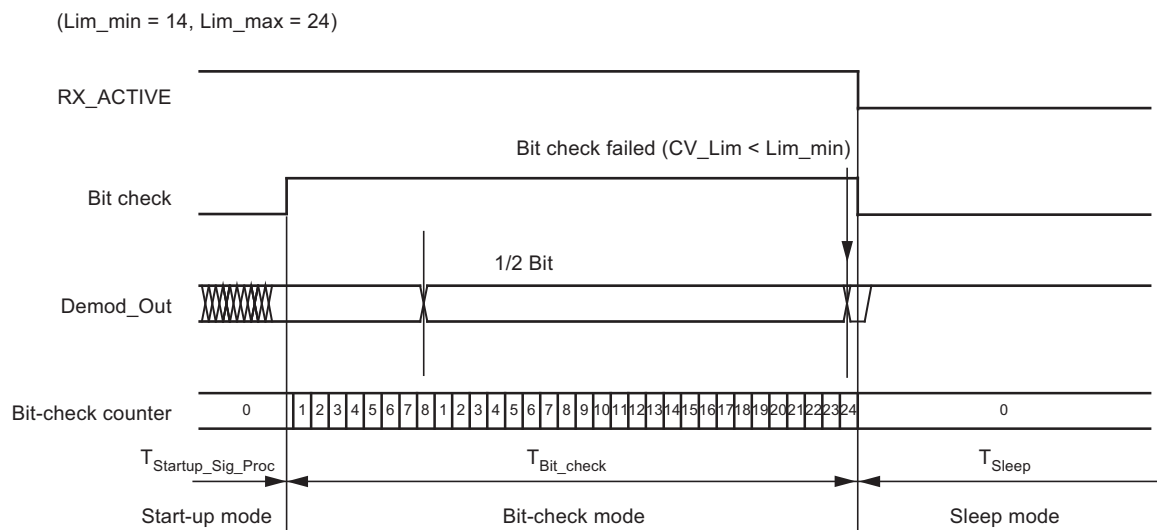 (Lim_min = 14, Lim_max = 24)
RX_ACTIVE
Bit check failed (CV_Lim < Lim_min)
Bit check
1/2 Bit
Demod_Out
Bit-check counter
0 1 2 3 4 5 6 7 8 1 2 3 4 5 6 7 8 9 10 11 12 13 14 15 16 17 18 19 20 21 22 23 24 0
TStartup_Sig_Proc TBit_check TSleep
Start-up mode Bit-check mode Sleep mode